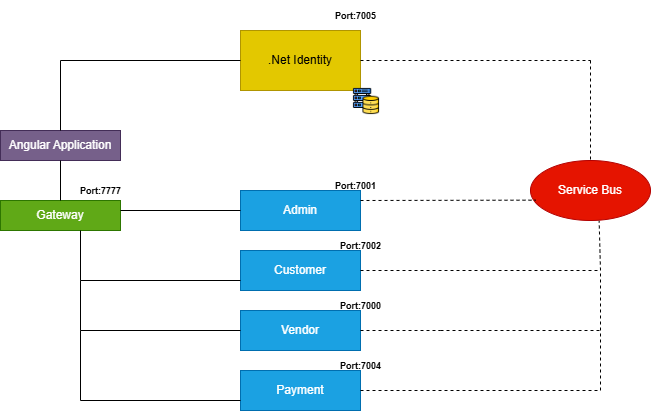 Port:7005
.Net Identity
Angular Application
Port:7777
Gateway
Port:7001
Admin
Service Bus
Port:7002
Customer
Port:7000
Vendor
Port:7004
Payment